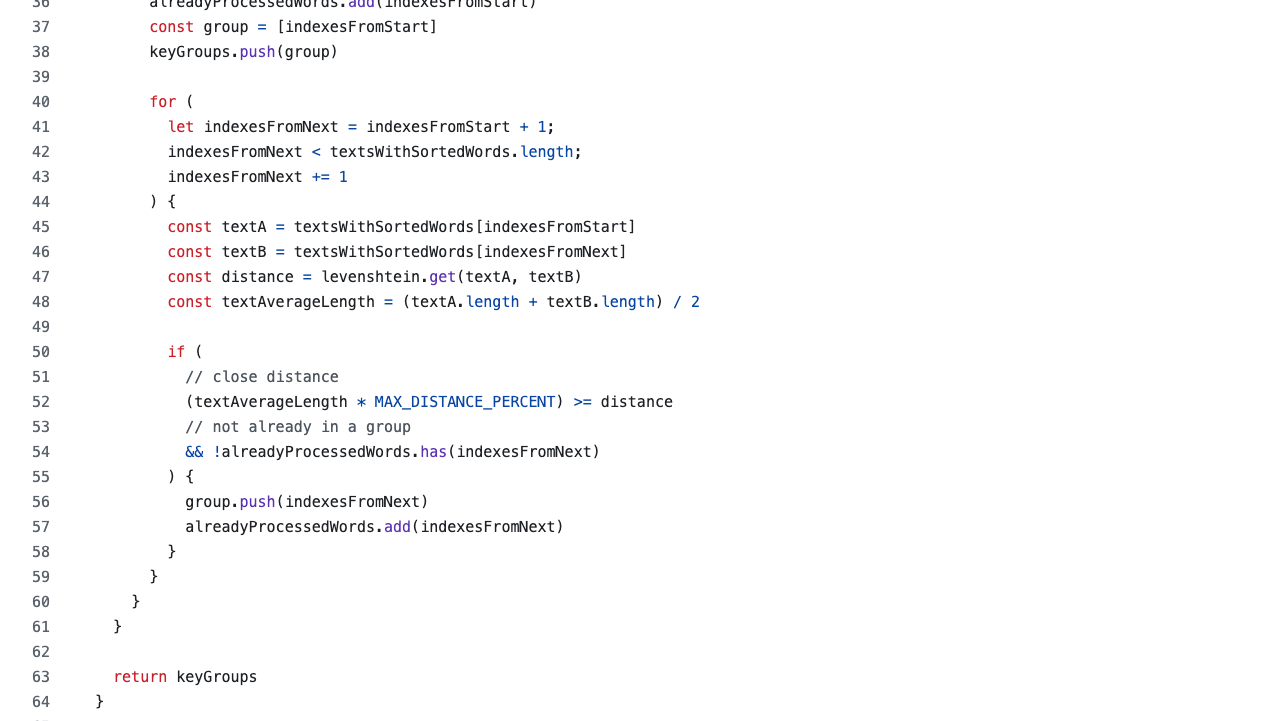 36 alreadyProcessedWords.add(indexesFromStart)
37 const group = [indexesFromStart]
38 keyGroups.push(group)
39
40 for (
41 let indexesFromNext = indexesFromStart + 1;
42 indexesFromNext < textsWithSortedWords.length;
43 indexesFromNext += 1
44 ) {
45 const textA = textsWithSortedWords[indexesFromStart]
46 const textB = textsWithSortedWords[indexesFromNext]
47 const distance = levenshtein.get(textA, textB)
48 const textAverageLength = (textA.length + textB.length) / 2
49
50 if (
51 // close distance
52 (textAverageLength * MAX_DISTANCE_PERCENT) >= distance
53 // not already in a group
54 && !alreadyProcessedWords.has(indexesFromNext)
55 ) {
56 group.push(indexesFromNext)
57 alreadyProcessedWords.add(indexesFromNext)
58 }
59 }
60 }
61 }
62
63 return keyGroups
64 }